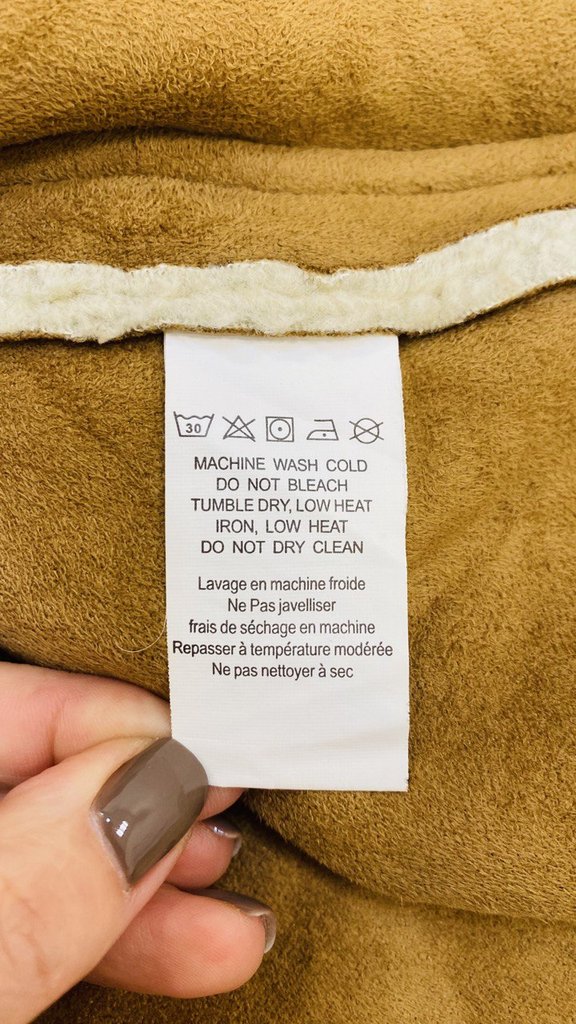 30
MACHINE WASH COLD
DO NOT BLEACH
TUMBLE DRY, LOW HEAT
IRON, LOW HEAT
DO NOT DRY CLEAN
Lavage en machine froide
Ne Pas javelliser
frais de séchage en machine
Repasser à température modérée
Ne pas nettoyer à sec